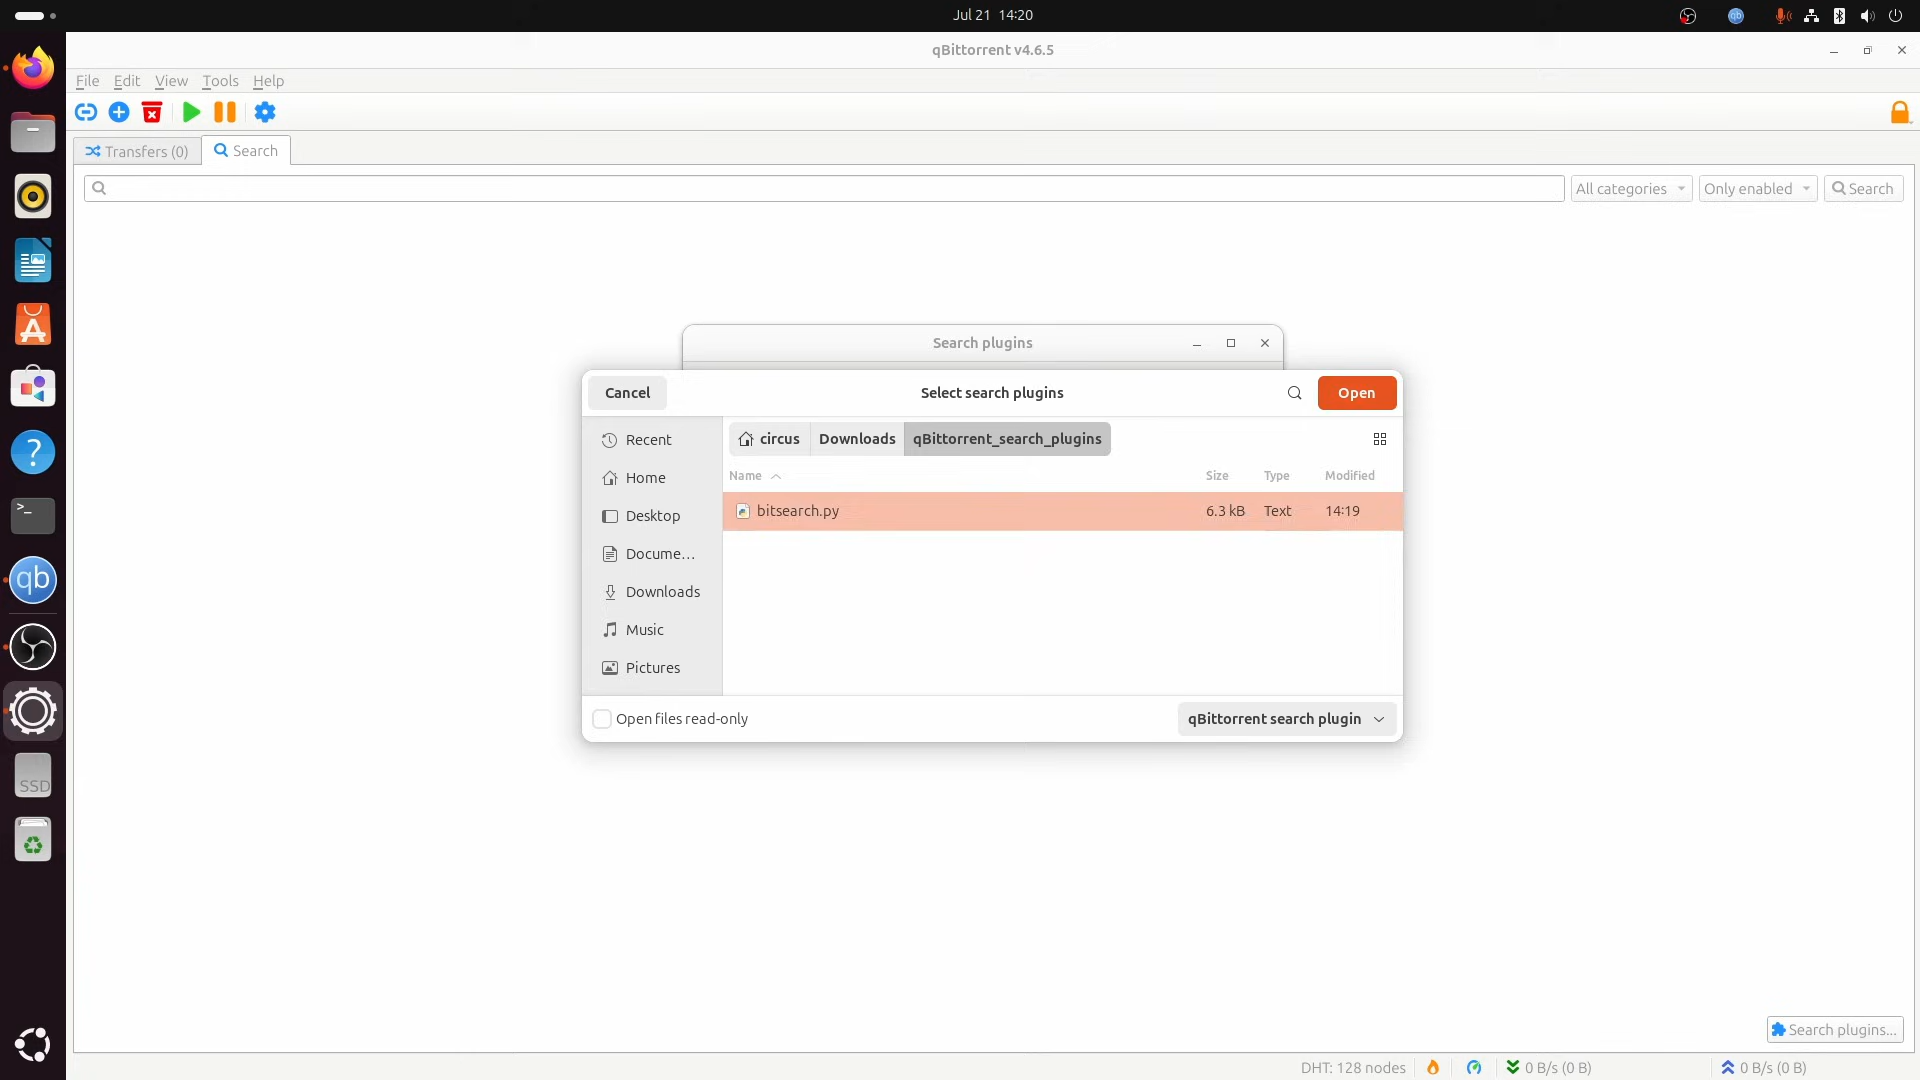 Jul 21 14:20
qBittorrent v4.6.5
File Edit View Tools Help
Transfers (0) Search
All categories Only enabled Search
Search plugins
Cancel Select search plugins Open
Recent
Home
Desktop
Docume...
Downloads
Music
Pictures
circus Downloads qBittorrent_search_plugins
Name Size Type Modified
bitsearch.py 6.3 kB Text 14:19
Open files read-only qBittorrent search plugin
>_
?
qb
qb
SSD
Search plugins...
DHT: 128 nodes 0 B/s (0 B) 0 B/s (0 B)